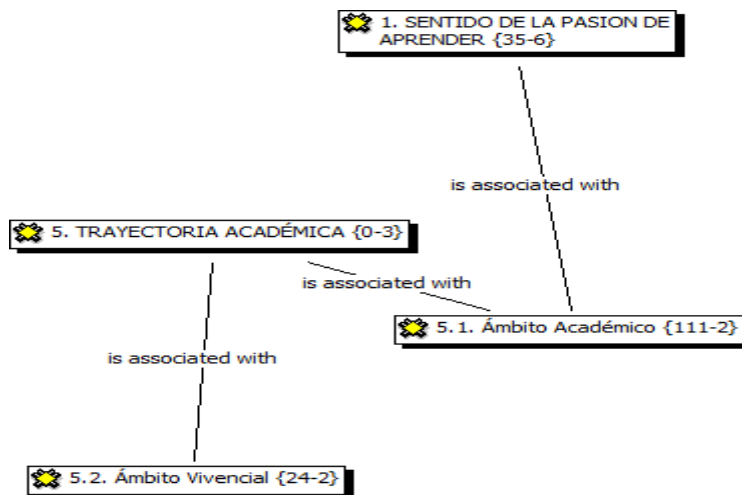 1. SENTIDO DE LA PASION DE
APRENDER {35-6}
is associated with
5. TRAYECTORIA ACADÉMICA {0-3}
is associated with
5.1. Ámbito Académico {111-2}
is associated with
5.2. Ámbito Vivencial {24-2}